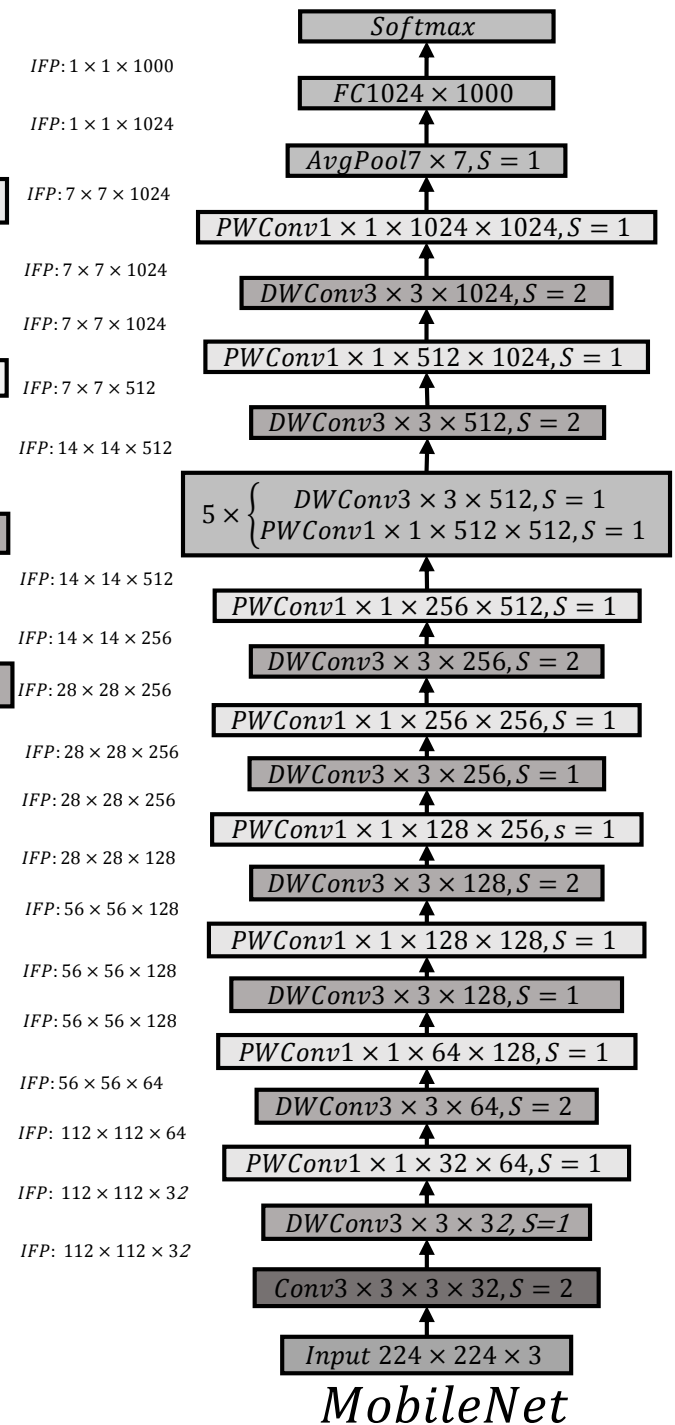 Softmax
IFP: 1 × 1 × 1000
FC1024 × 1000
IFP: 1 × 1 × 1024
AvgPool7 × 7, S = 1
IFP: 7 × 7 × 1024
PWConv1 × 1 × 1024 × 1024, S = 1
IFP: 7 × 7 × 1024
DWConv3 × 3 × 1024, S = 2
IFP: 7 × 7 × 1024
PWConv1 × 1 × 512 × 1024, S = 1
IFP: 7 × 7 × 512
DWConv3 × 3 × 512, S = 2
IFP: 14 × 14 × 512
5 × { DWConv3 × 3 × 512, S = 1
PWConv1 × 1 × 512 × 512, S = 1
IFP: 14 × 14 × 512
PWConv1 × 1 × 256 × 512, S = 1
IFP: 14 × 14 × 256
DWConv3 × 3 × 256, S = 2
IFP: 28 × 28 × 256
PWConv1 × 1 × 256 × 256, S = 1
IFP: 28 × 28 × 256
DWConv3 × 3 × 256, S = 1
IFP: 28 × 28 × 256
PWConv1 × 1 × 128 × 256, s = 1
IFP: 28 × 28 × 128
DWConv3 × 3 × 128, S = 2
IFP: 56 × 56 × 128
PWConv1 × 1 × 128 × 128, S = 1
IFP: 56 × 56 × 128
DWConv3 × 3 × 128, S = 1
IFP: 56 × 56 × 128
PWConv1 × 1 × 64 × 128, S = 1
IFP: 56 × 56 × 64
DWConv3 × 3 × 64, S = 2
IFP: 112 × 112 × 64
PWConv1 × 1 × 32 × 64, S = 1
IFP: 112 × 112 × 32
DWConv3 × 3 × 32, S=1
IFP: 112 × 112 × 32
Conv3 × 3 × 3 × 32, S = 2
Input 224 × 224 × 3
MobileNet